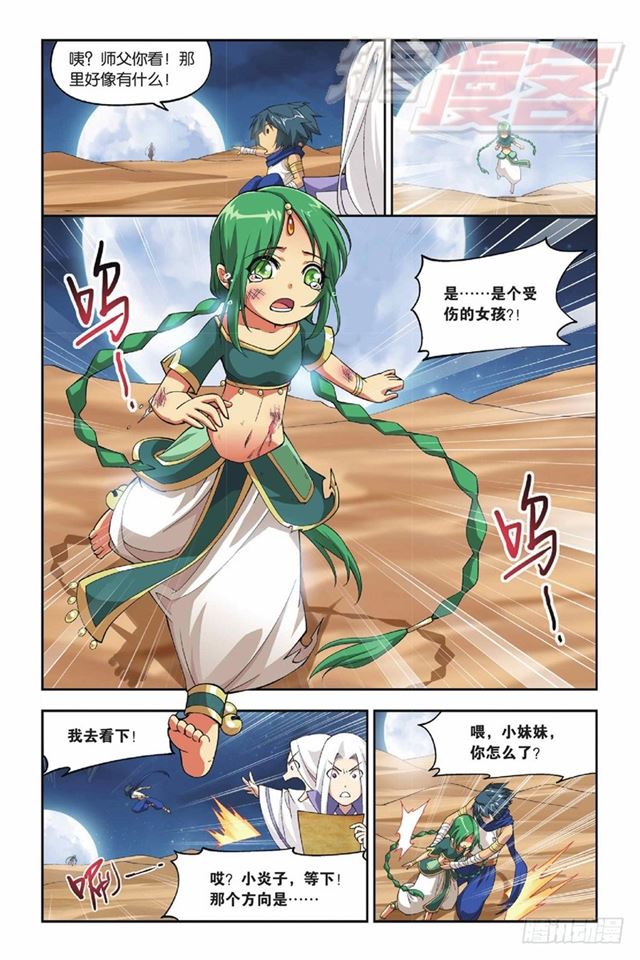 咦？师父你看！那
里好像有什么！
漫客
呜！
是……是个受
伤的女孩？！
呜！
我去看下！
唰
哎？小炎子，等下！
那个方向是……
喂，小妹妹，
你怎么了？
腾讯动漫